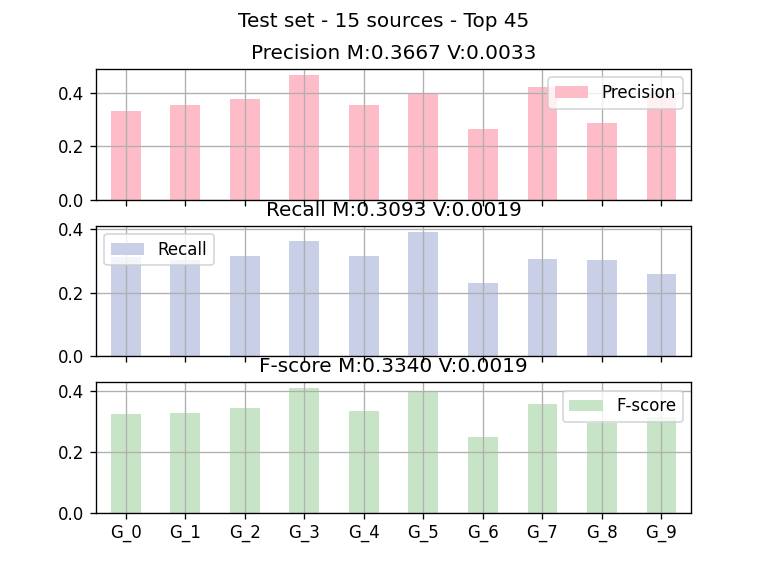 Test set - 15 sources - Top 45
Precision M:0.3667 V:0.0033
0.4
0.2
0.0
Precision
Recall M:0.3093 V:0.0019
0.4
0.2
0.0
Recall
F-score M:0.3340 V:0.0019
0.4
0.2
0.0
F-score
G_0 G_1 G_2 G_3 G_4 G_5 G_6 G_7 G_8 G_9